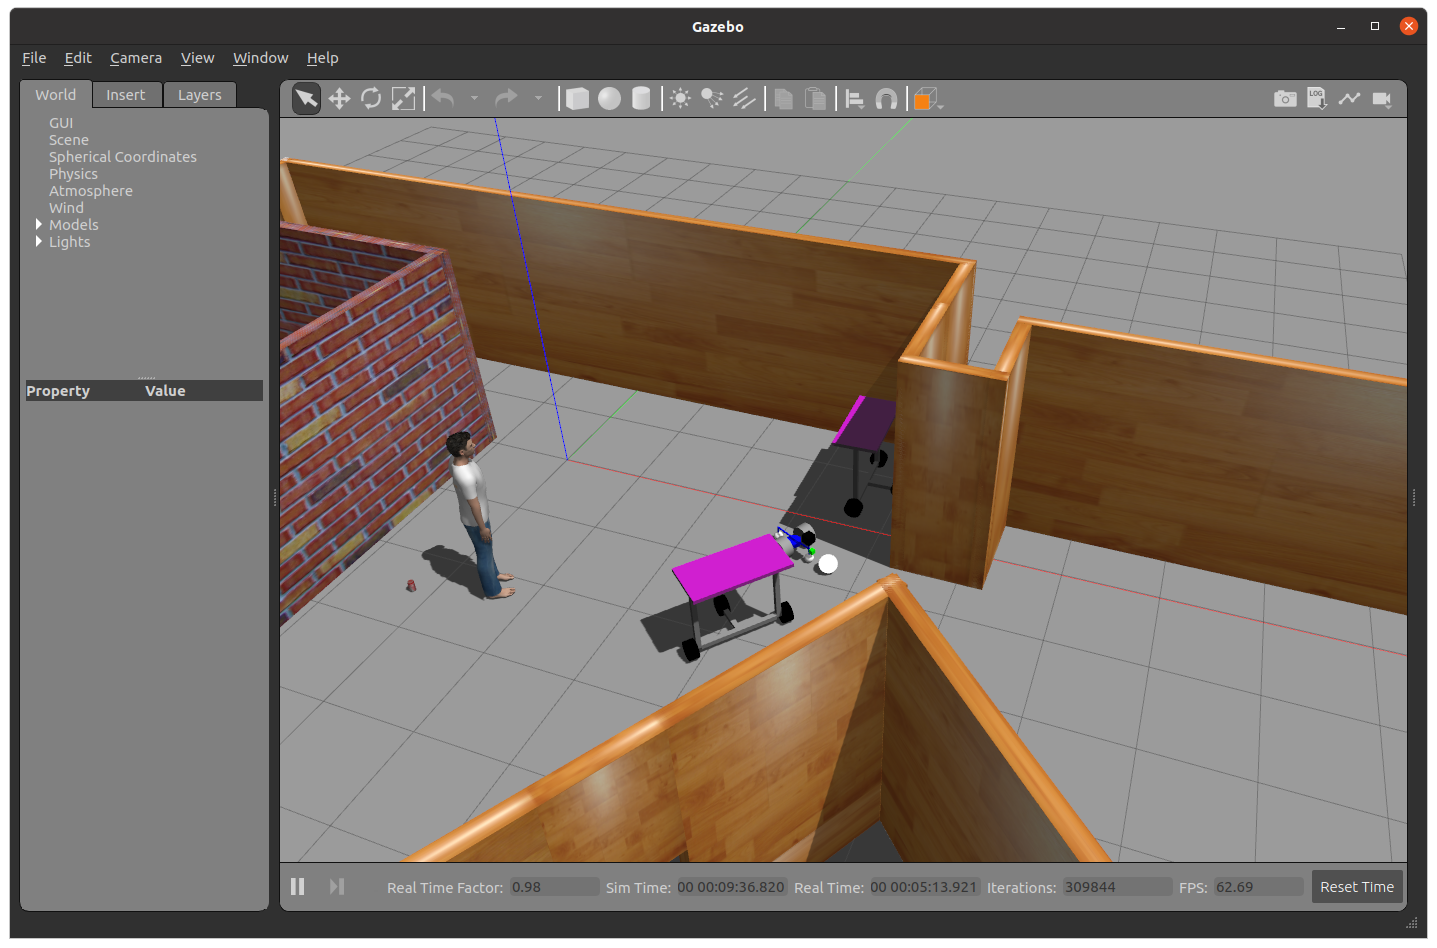 Gazebo
File Edit Camera View Window Help
World Insert Layers
LOG
GUI
Scene
Spherical Coordinates
Physics
Atmosphere
Wind
Models
Lights
Property Value
Real Time Factor: 0.98 Sim Time: 00 00:09:36.820 Real Time: 00 00:05:13.921 Iterations: 309844 FPS: 62.69 Reset Time